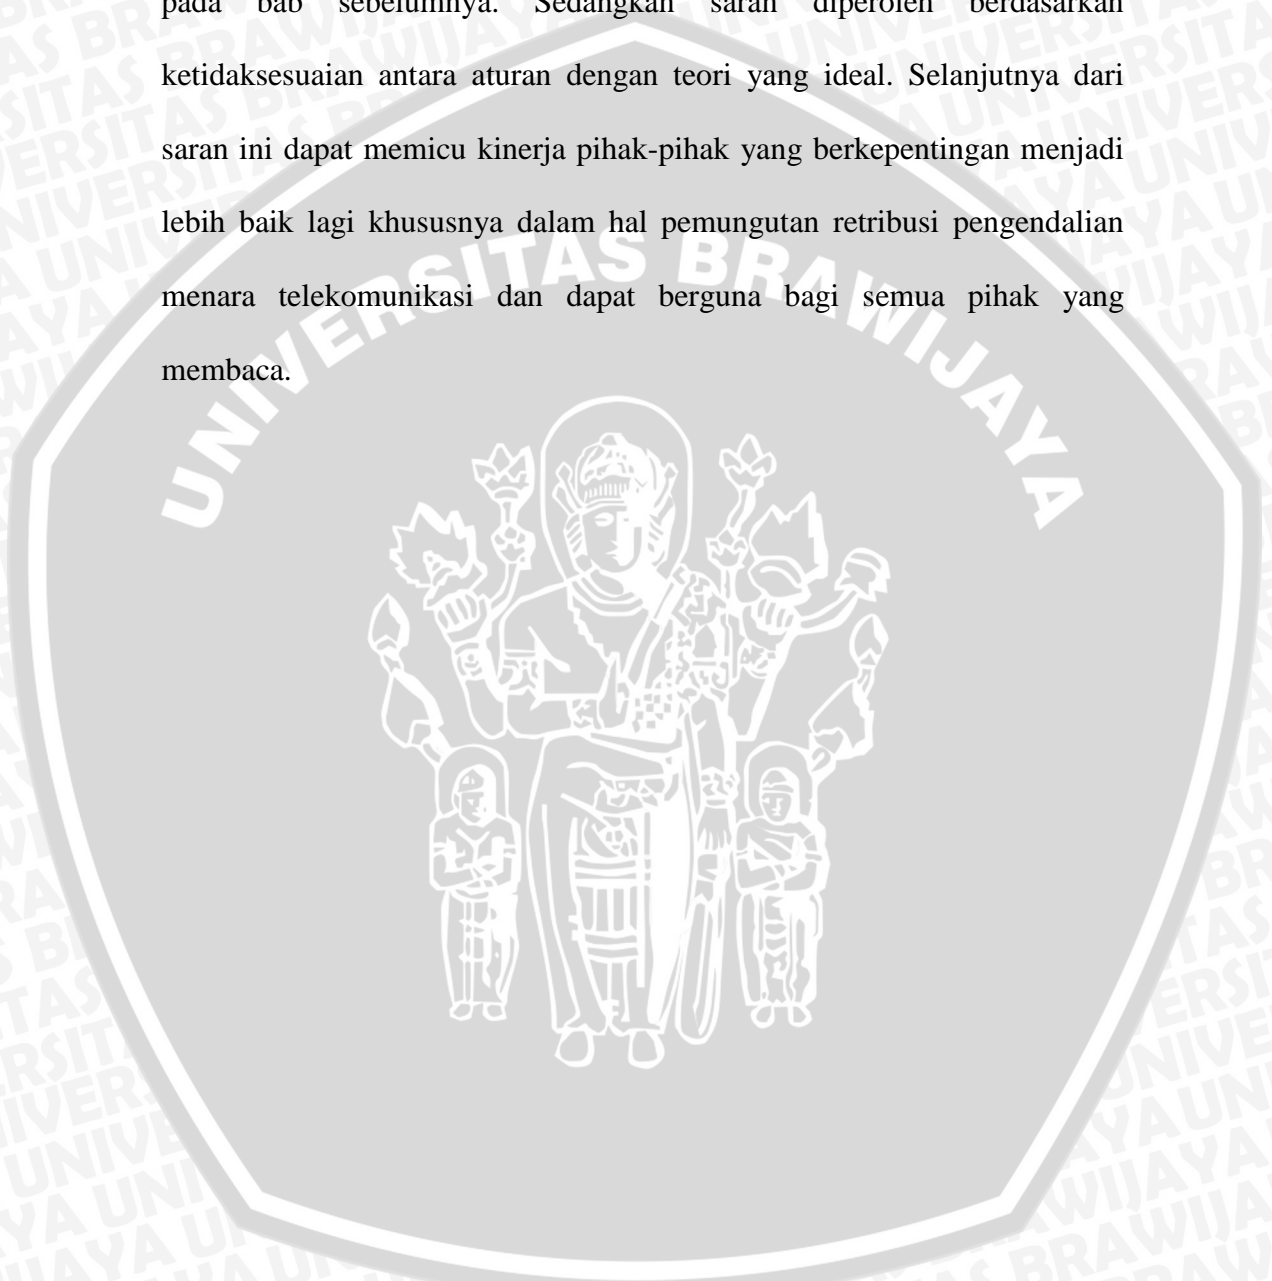 pada bab sebelumnya. Sedangkan saran diperoleh berdasarkan
ketidaksesuaian antara aturan dengan teori yang ideal. Selanjutnya dari
saran ini dapat memicu kinerja pihak-pihak yang berkepentingan menjadi
lebih baik lagi khususnya dalam hal pemungutan retribusi pengendalian
menara telekomunikasi dan dapat berguna bagi semua pihak yang
membaca.
UNIVERSITAS BRAWIJAYA